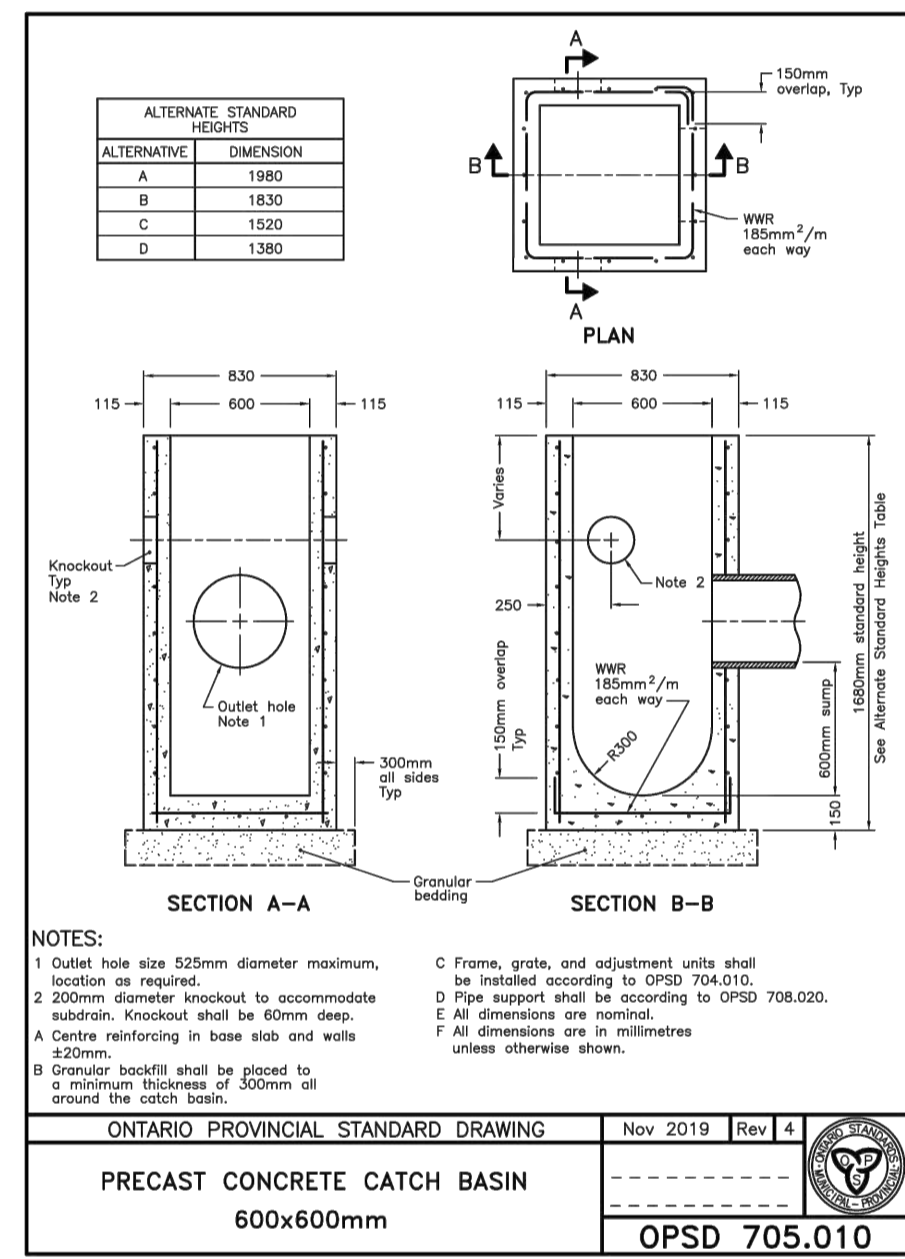 ALTERNATE STANDARD
HEIGHTS
ALTERNATIVE DIMENSION
A 1980
B 1830
C 1520
D 1380
A
150mm
overlap, Typ
B
B
WWR
185mm²/m
each way
A
PLAN
830
115
600
115
Knockout
Typ
Note 2
Outlet hole
Note 1
300mm
all sides
Typ
SECTION A–A
830
115
600
115
Varies
Note 2
250
WWR
185mm²/m
each way
150mm overlap
Typ
R300
600mm sump
150
1680mm standard height
See Alternate Standard Heights Table
Granular
bedding
SECTION B–B
NOTES:
1 Outlet hole size 525mm diameter maximum,
location as required.
2 200mm diameter knockout to accommodate
subdrain. Knockout shall be 60mm deep.
A Centre reinforcing in base slab and walls
±20mm.
B Granular backfill shall be placed to
a minimum thickness of 300mm all
around the catch basin.
C Frame, grate, and adjustment units shall
be installed according to OPSD 704.010.
D Pipe support shall be according to OPSD 708.020.
E All dimensions are nominal.
F All dimensions are in millimetres
unless otherwise shown.
ONTARIO PROVINCIAL STANDARD DRAWING
Nov 2019 Rev 4
PRECAST CONCRETE CATCH BASIN
600x600mm
OPSD 705.010
ONTARIO STANDARDS
MUNICIPAL – PROVINCIAL
O P S